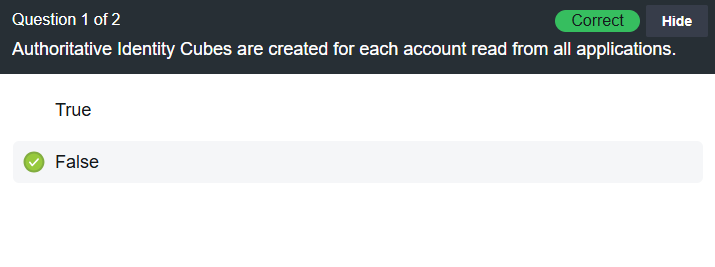 Question 1 of 2
Correct
Hide
Authoritative Identity Cubes are created for each account read from all applications.
True
False